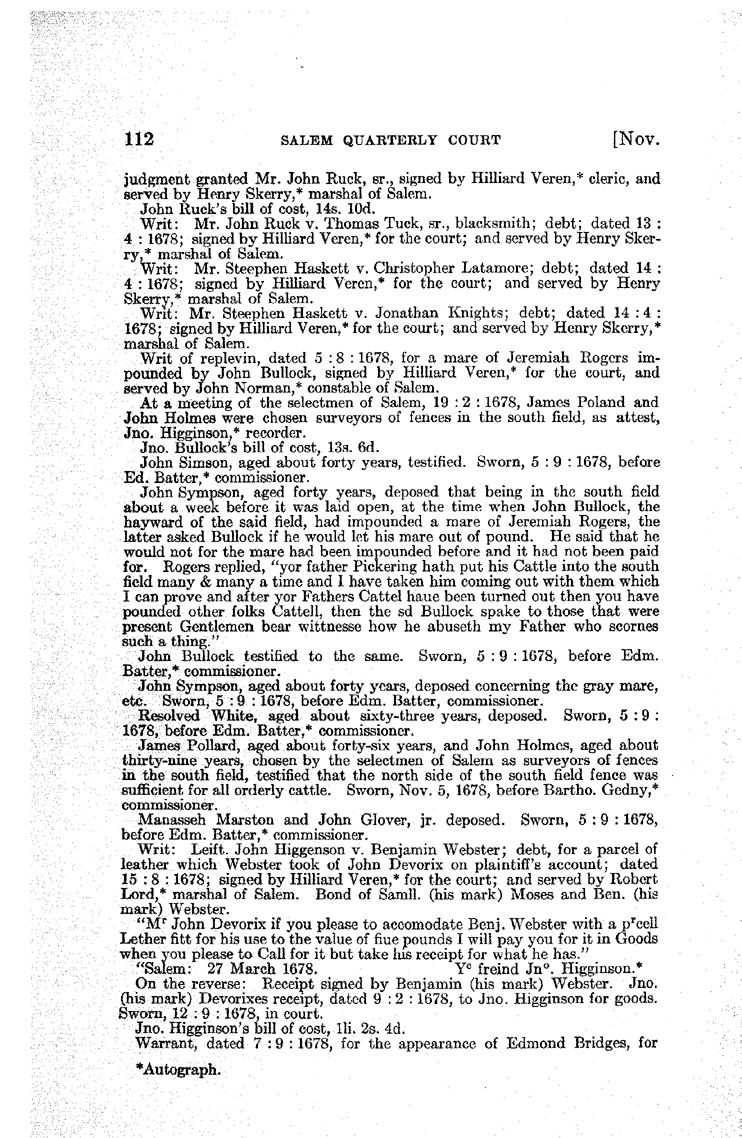 112 SALEM QUARTERLY COURT [Nov.
judgment granted Mr. John Ruck, sr., signed by Hilliard Veren,* cleric, and
served by Henry Skerry,* marshal of Salem.
John Ruck's bill of cost, 14s. 10d.
Writ: Mr. John Ruck v. Thomas Tuck, sr., blacksmith; debt; dated 13 :
4 : 1678; signed by Hilliard Veren,* for the court; and served by Henry Sker-
ry,* marshal of Salem.
Writ: Mr. Steephen Haskett v. Christopher Latamore; debt; dated 14 :
4 : 1678; signed by Hilliard Veren,* for the court; and served by Henry
Skerry,* marshal of Salem.
Writ: Mr. Steephen Haskett v. Jonathan Knights; debt; dated 14 : 4 :
1678; signed by Hilliard Veren,* for the court; and served by Henry Skerry,*
marshal of Salem.
Writ of replevin, dated 5 : 8 : 1678, for a mare of Jeremiah Rogers im-
pounded by John Bullock, signed by Hilliard Veren,* for the court, and
served by John Norman,* constable of Salem.
At a meeting of the selectmen of Salem, 19 : 2 : 1678, James Poland and
John Holmes were chosen surveyors of fences in the south field, as attest,
Jno. Higginson,* recorder.
Jno. Bullock's bill of cost, 13s. 6d.
John Simson, aged about forty years, testified. Sworn, 5 : 9 : 1678, before
Ed. Batter,* commissioner.
John Sympson, aged forty years, deposed that being in the south field
about a week before it was laid open, at the time when John Bullock, the
hayward of the said field, had impounded a mare of Jeremiah Rogers, the
latter asked Bullock if he would let his mare out of pound. He said that he
would not for the mare had been impounded before and it had not been paid
for. Rogers replied, "yor father Pickering hath put his Cattle into the south
field many & many a time and I have taken him coming out with them which
I can prove and after yor Fathers Cattel haue been turned out then you have
pounded other folks Cattell, then the sd Bullock spake to those that were
present Gentlemen bear wittnesse how he abuseth my Father who scornes
such a thing."
John Bullock testified to the same. Sworn, 5 : 9 : 1678, before Edm.
Batter,* commissioner.
John Sympson, aged about forty years, deposed concerning the gray mare,
etc. Sworn, 5 : 9 : 1678, before Edm. Batter, commissioner.
Resolved White, aged about sixty-three years, deposed. Sworn, 5 : 9 :
1678, before Edm. Batter,* commissioner.
James Pollard, aged about forty-six years, and John Holmes, aged about
thirty-nine years, chosen by the selectmen of Salem as surveyors of fences
in the south field, testified that the north side of the south field fence was
sufficient for all orderly cattle. Sworn, Nov. 5, 1678, before Bartho. Gedny,*
commissioner.
Manasseh Marston and John Glover, jr. deposed. Sworn, 5 : 9 : 1678,
before Edm. Batter,* commissioner.
Writ: Leift. John Higgenson v. Benjamin Webster; debt, for a parcel of
leather which Webster took of John Devorix on plaintiff's account; dated
15 : 8 : 1678; signed by Hilliard Veren,* for the court; and served by Robert
Lord,* marshal of Salem. Bond of Samll. (his mark) Moses and Ben. (his
mark) Webster.
"Mʳ John Devorix if you please to accomodate Benj. Webster with a pʳcell
Lether fitt for his use to the value of fiue pounds I will pay you for it in Goods
when you please to Call for it but take his receipt for what he has."
"Salem: 27 March 1678. Yᵉ freind Jnº. Higginson.*
On the reverse: Receipt signed by Benjamin (his mark) Webster. Jno.
(his mark) Devorixes receipt, dated 9 : 2 : 1678, to Jno. Higginson for goods.
Sworn, 12 : 9 : 1678, in court.
Jno. Higginson's bill of cost, 1li. 2s. 4d.
Warrant, dated 7 : 9 : 1678, for the appearance of Edmond Bridges, for
*Autograph.